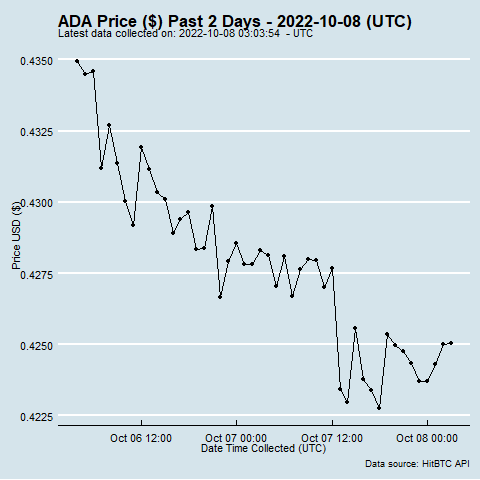 ADA Price ($) Past 2 Days - 2022-10-08 (UTC)
Latest data collected on: 2022-10-08 03:03:54 - UTC
0.4350
0.4325
0.4300
0.4275
0.4250
0.4225
Price USD ($)
Oct 06 12:00 Oct 07 00:00 Oct 07 12:00 Oct 08 00:00
Date Time Collected (UTC)
Data source: HitBTC API